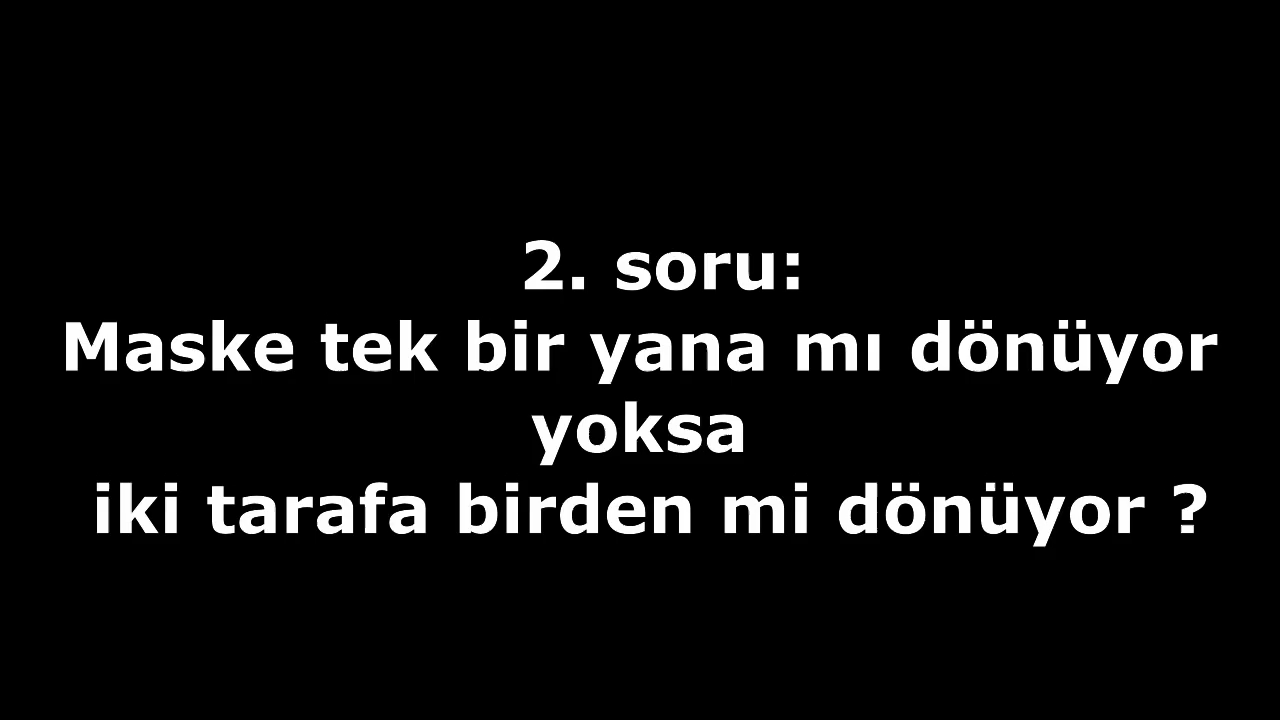 2. soru:
Maske tek bir yana mı dönüyor
yoksa
iki tarafa birden mi dönüyor ?